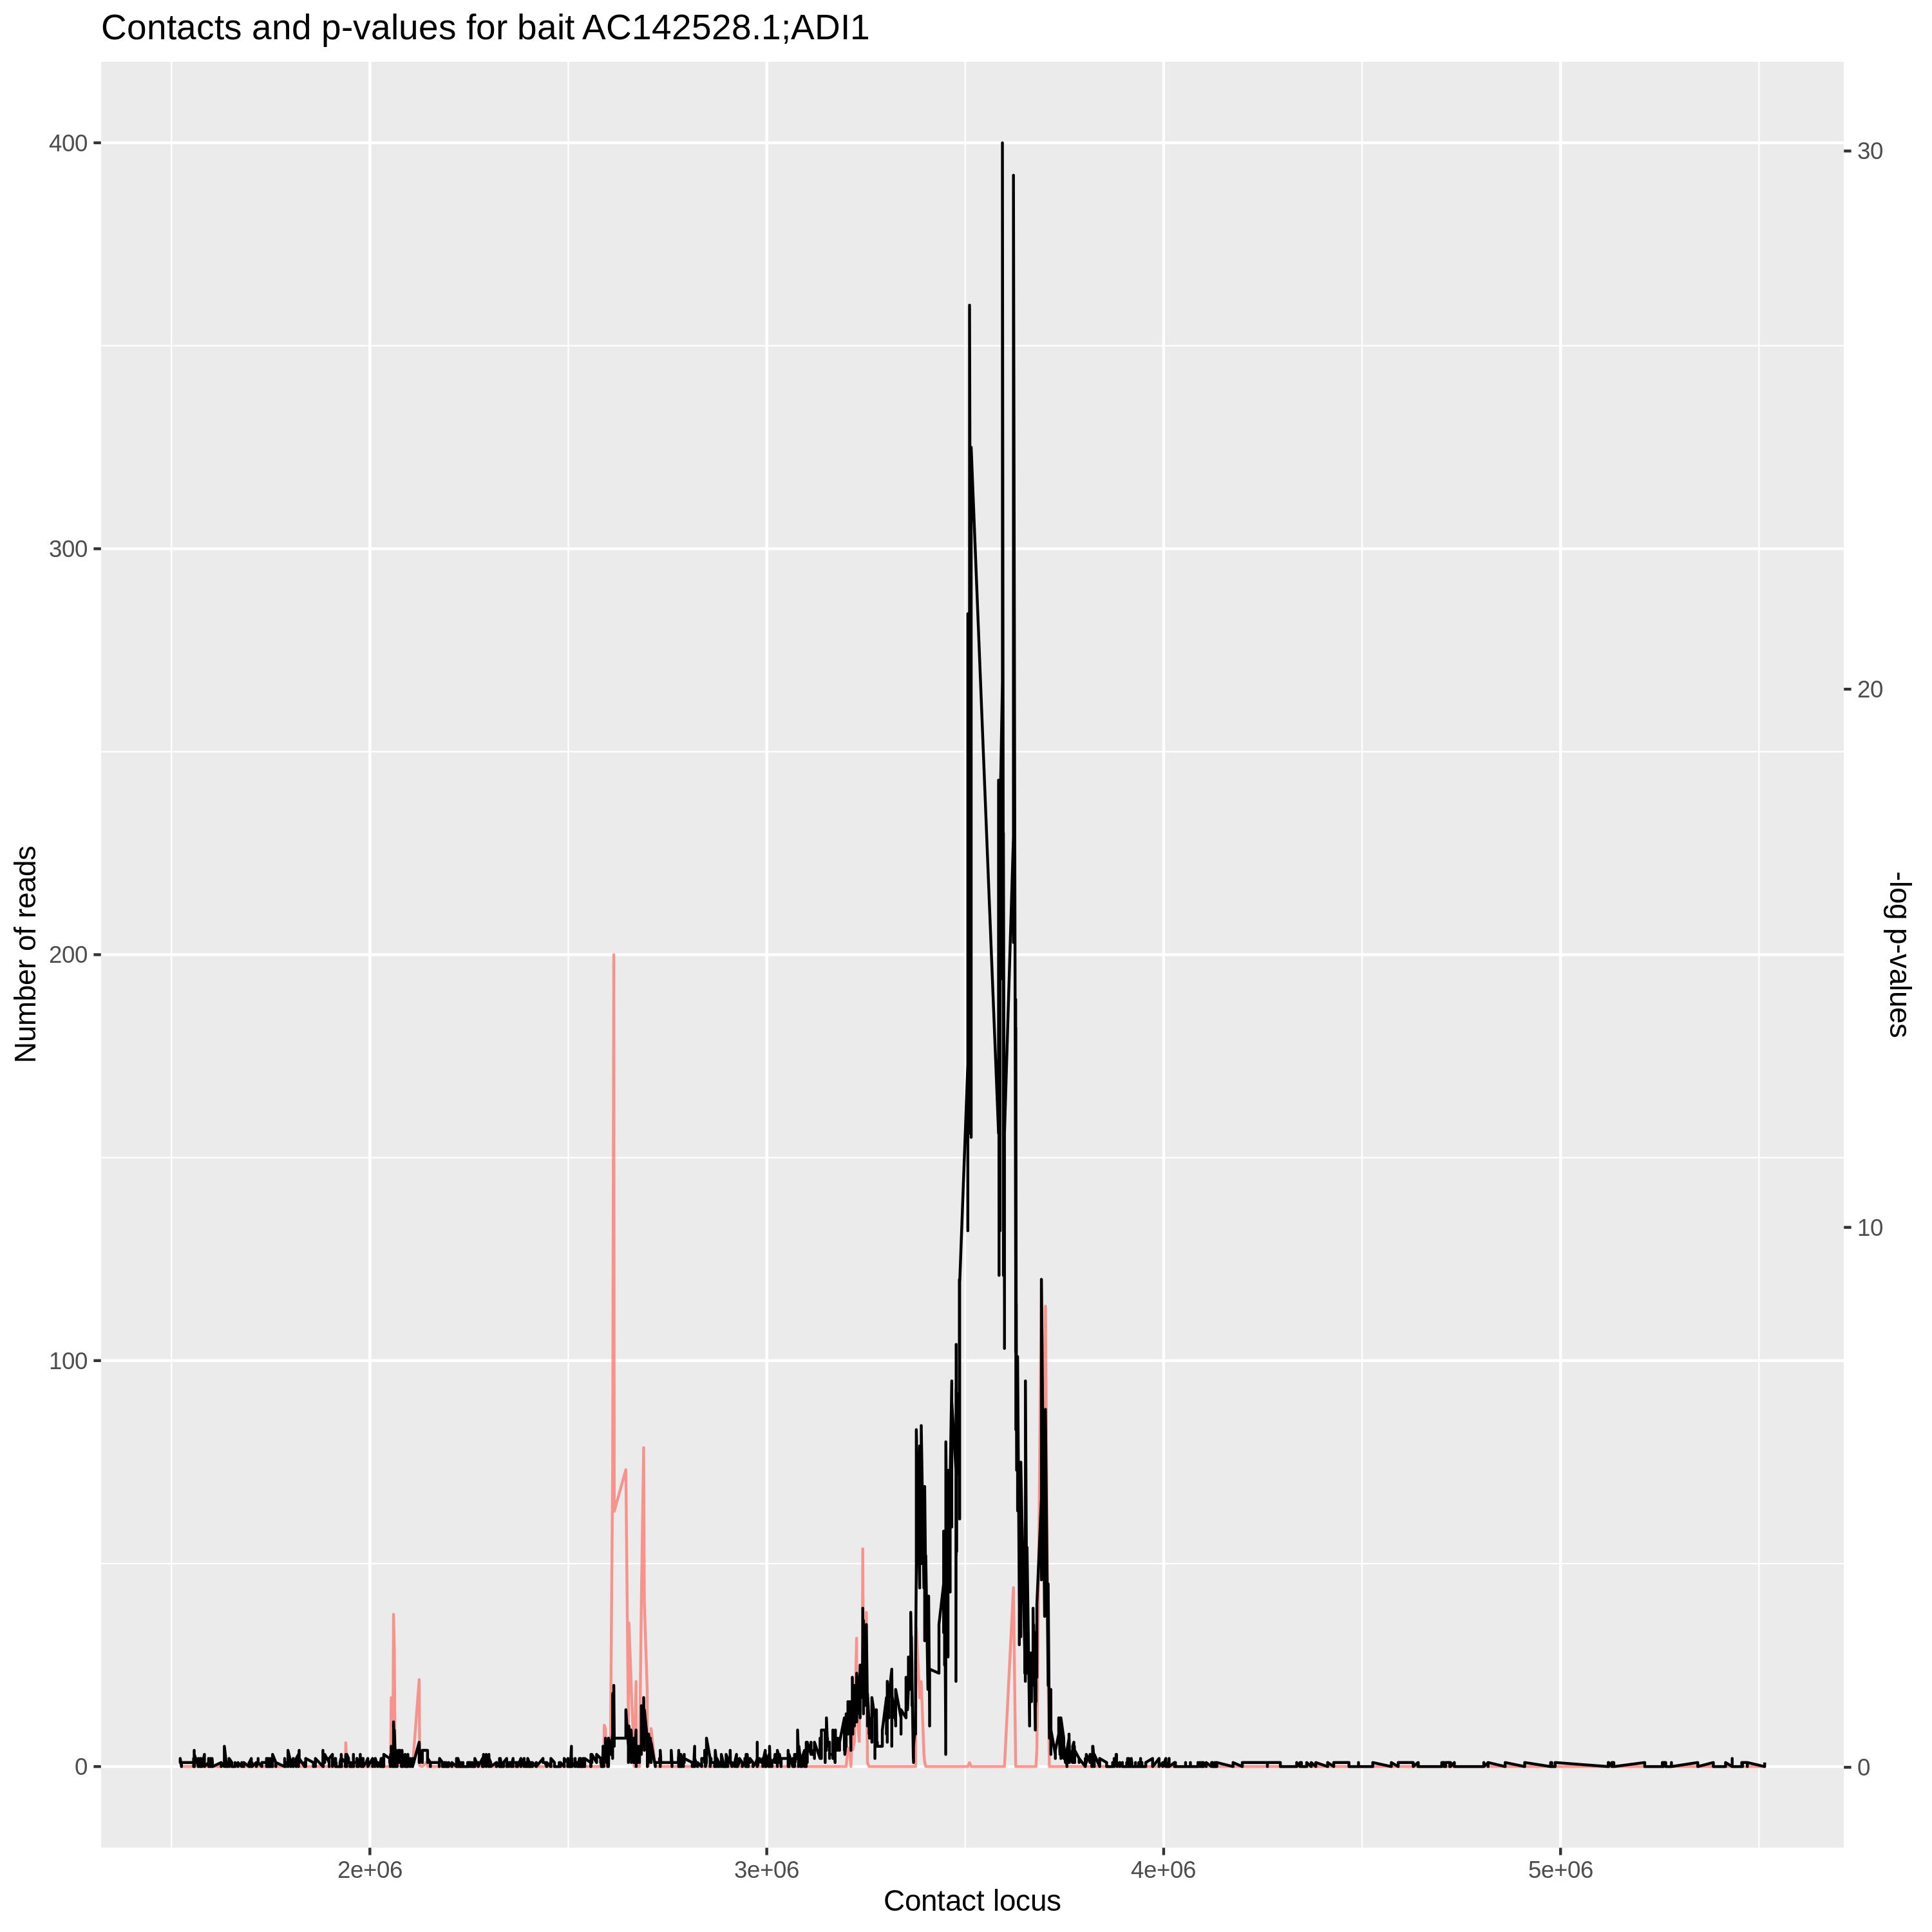 Contacts and p-values for bait AC142528.1;ADI1
400
300
200
100
0
Number of reads
30
20
10
0
-log p-values
2e+06 3e+06 4e+06 5e+06
Contact locus